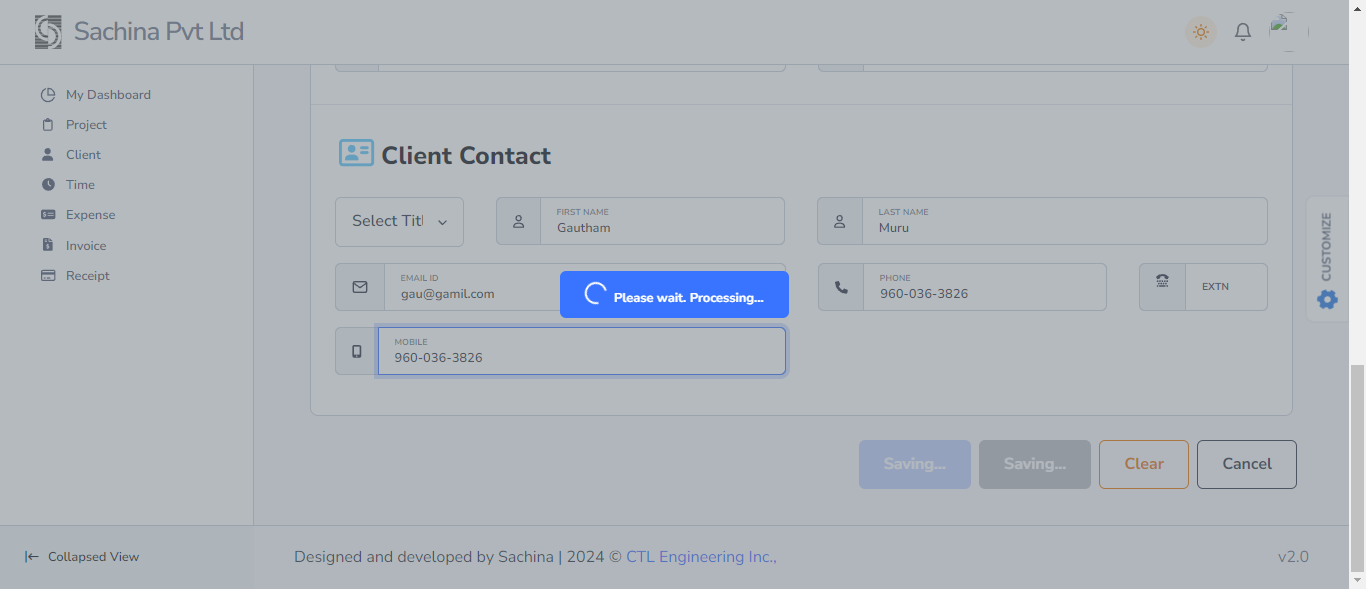 Sachina Pvt Ltd
My Dashboard
Project
Client
Time
Expense
Invoice
Receipt
Client Contact
Select Titl
FIRST NAME
Gautham
LAST NAME
Muru
EMAIL ID
gau@gamil.com
Please wait. Processing...
PHONE
960-036-3826
EXTN
MOBILE
960-036-3826
CUSTOMIZE
Saving...
Saving...
Clear
Cancel
Collapsed View
Designed and developed by Sachina | 2024 © CTL Engineering Inc.,
v2.0